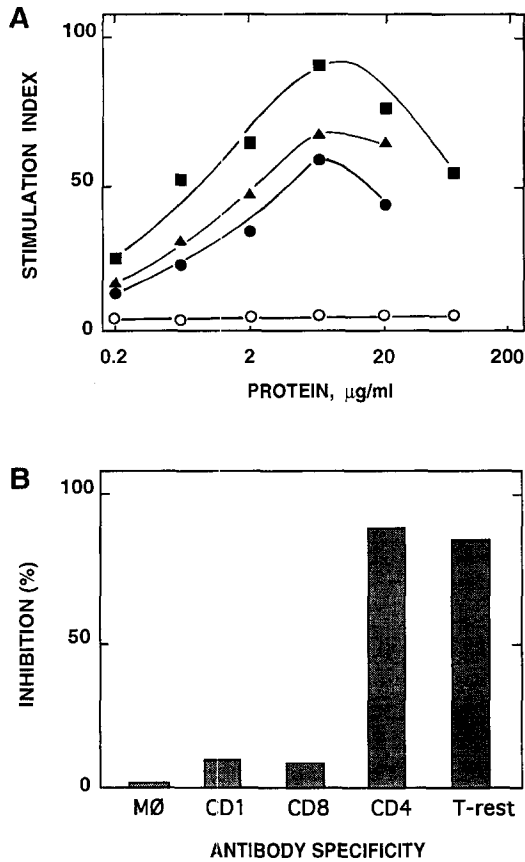 A
100
50
0
STIMULATION INDEX
0.2 2 20 200
PROTEIN, µg/ml
B
100
50
0
INHIBITION (%)
MØ CD1 CD8 CD4 T-rest
ANTIBODY SPECIFICITY